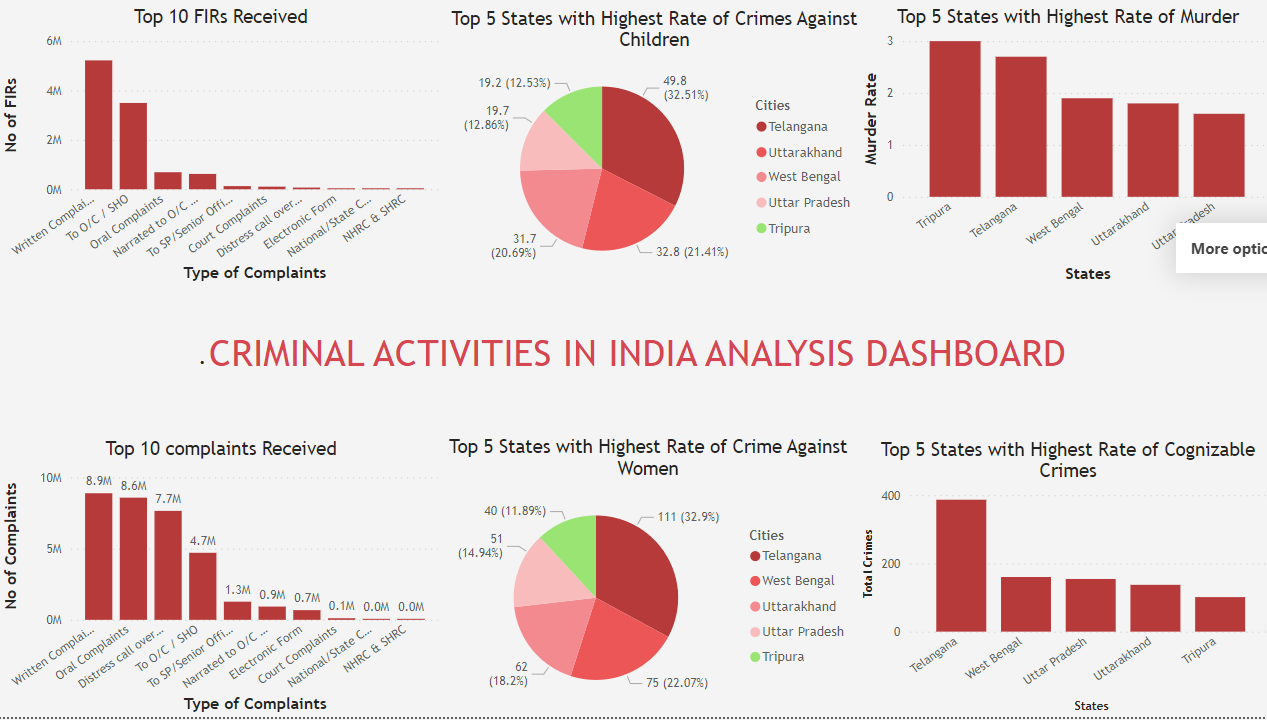 Top 10 FIRs Received
No of FIRs
6M
4M
2M
0M
Written Complai...
To O/C / SHO
Oral Complaints
Narrated to O/C ...
To SP/Senior Offi...
Court Complaints
Distress call over...
Electronic Form
National/State C...
NHRC & SHRC
Type of Complaints
Top 5 States with Highest Rate of Crimes Against
Children
49.8
(32.51%)
32.8 (21.41%)
31.7
(20.69%)
19.7
(12.86%)
19.2 (12.53%)
Cities
Telangana
Uttarakhand
West Bengal
Uttar Pradesh
Tripura
Top 5 States with Highest Rate of Murder
Murder Rate
3
2
1
0
Tripura
Telangana
West Bengal
Uttarakhand
States
More optio
. CRIMINAL ACTIVITIES IN INDIA ANALYSIS DASHBOARD
Top 10 complaints Received
No of Complaints
10M
5M
0M
8.9M
8.6M
7.7M
4.7M
1.3M
0.9M
0.7M
0.1M
0.0M
0.0M
Written Complai...
Oral Complaints
Distress call over...
To O/C / SHO
To SP/Senior Offi...
Narrated to O/C ...
Electronic Form
Court Complaints
National/State C...
NHRC & SHRC
Type of Complaints
Top 5 States with Highest Rate of Crime Against
Women
111 (32.9%)
75 (22.07%)
62
(18.2%)
51
(14.94%)
40 (11.89%)
Cities
Telangana
West Bengal
Uttarakhand
Uttar Pradesh
Tripura
Top 5 States with Highest Rate of Cognizable
Crimes
Total Crimes
400
200
0
Telangana
West Bengal
Uttar Pradesh
Uttarakhand
Tripura
States